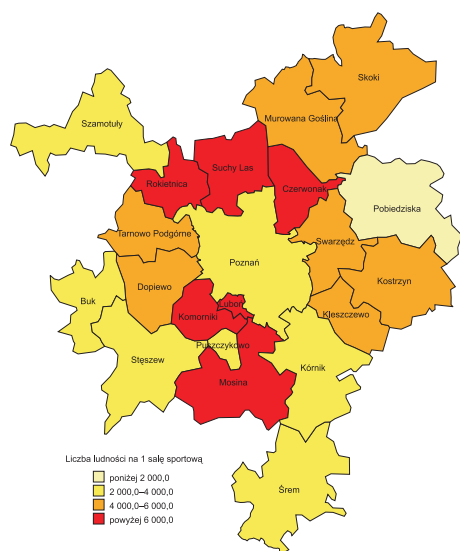 Skoki
Murowana Goślina
Szamotuły
Suchy Las
Rokietnica
Czerwonak
Pobiedziska
Tarnowo Podgórne
Swarzędz
Poznań
Kostrzyn
Dopiewo
Buk
Luboń
Komorniki
Kleszczewo
Puszczykowo
Stęszew
Kórnik
Mosina
Liczba ludności na 1 salę sportową
poniżej 2 000,0
2 000,0–4 000,0
4 000,0–6 000,0
powyżej 6 000,0
Śrem